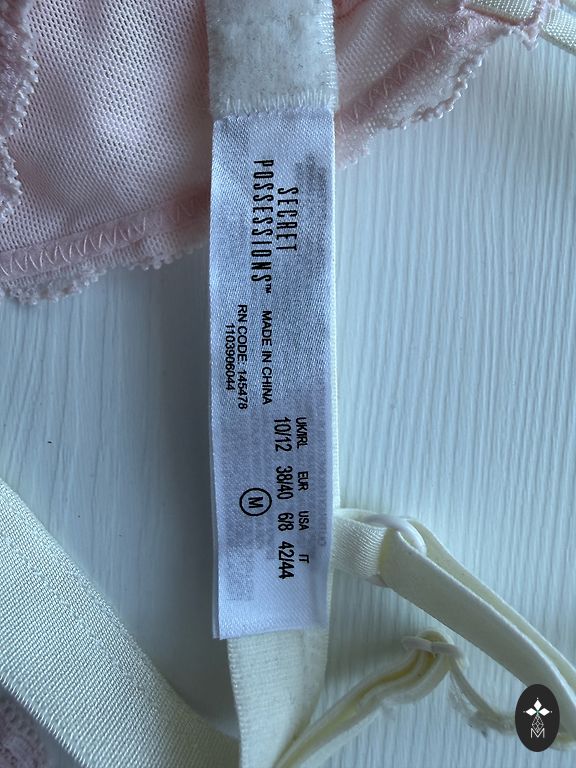 SECRET
POSSESSIONS™
MADE IN CHINA
RN CODE: 145478
1103906044
UK/IRL EUR USA IT
10/12 38/40 6/8 42/44
M